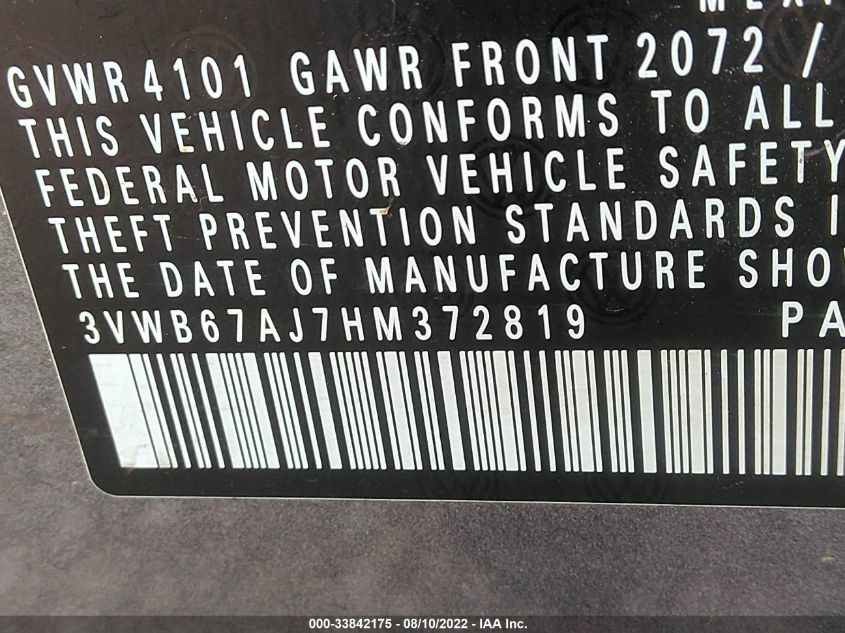 GVWR 4101 GAWR FRONT 2072 /
THIS VEHICLE CONFORMS TO ALL
FEDERAL MOTOR VEHICLE SAFETY
THEFT PREVENTION STANDARDS
THE DATE OF MANUFACTURE SHO
3VWB67AJ7HM372819 PA
000-33842175 - 08/10/2022 - IAA Inc.